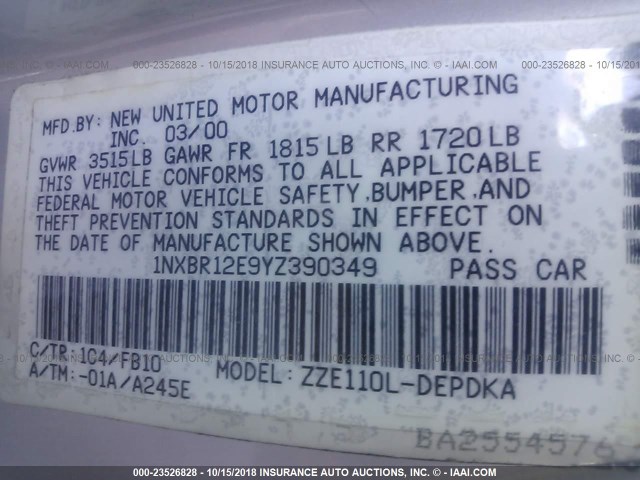 000-23526828 - 10/15/2018 INSURANCE AUTO AUCTIONS, INC. © - IAAI.COM
MFD.BY: NEW UNITED MOTOR MANUFACTURING
INC. 03/00
GVWR 3515LB GAWR FR 1815LB RR 1720LB
THIS VEHICLE CONFORMS TO ALL APPLICABLE
FEDERAL MOTOR VEHICLE SAFETY,BUMPER,AND
THEFT PREVENTION STANDARDS IN EFFECT ON
THE DATE OF MANUFACTURE SHOWN ABOVE.
1NXBR12E9YZ390349 PASS CAR
C/TR:1C4/FB10
A/TM:-01A/A245E MODEL: ZZE110L-DEPDKA
BA2554576
000-23526828 - 10/15/2018 INSURANCE AUTO AUCTIONS, INC. © - IAAI.COM